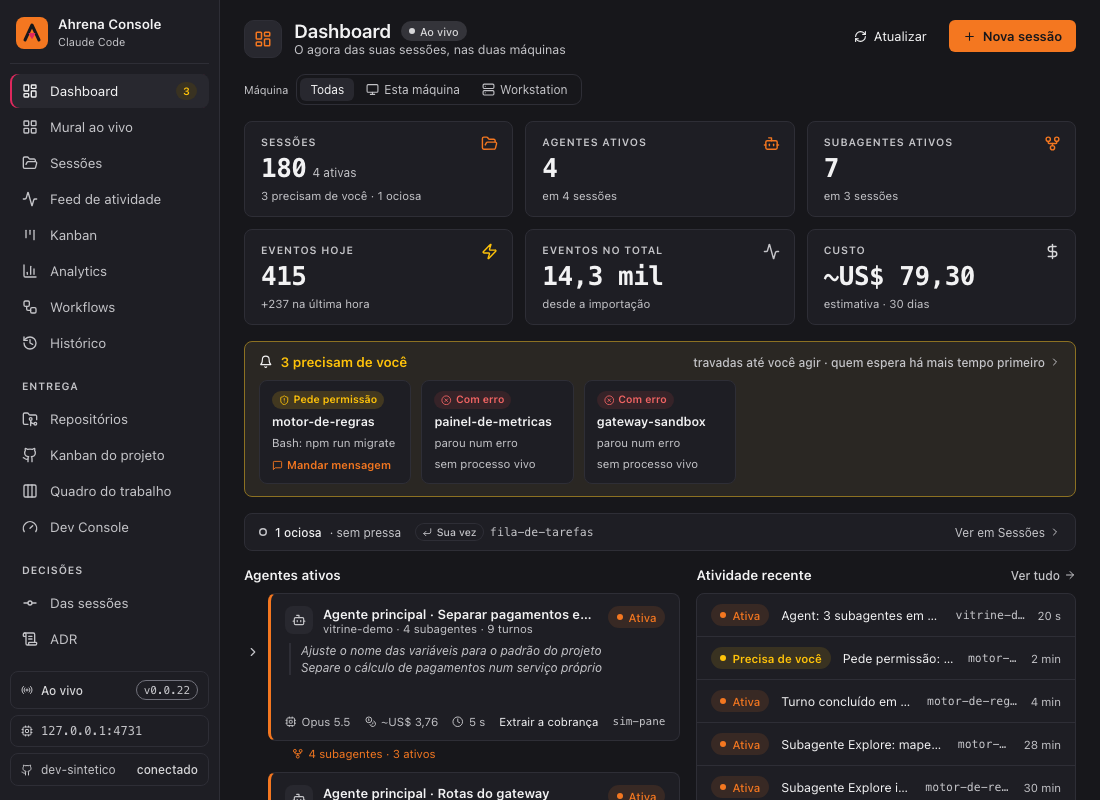 Ahrena Console
Claude Code
Dashboard
3
Mural ao vivo
Sessões
Feed de atividade
Kanban
Analytics
Workflows
Histórico
ENTREGA
Repositórios
Kanban do projeto
Quadro do trabalho
Dev Console
DECISÕES
Das sessões
ADR
Ao vivo
v0.0.22
127.0.0.1:4731
dev-sintetico conectado
Dashboard
Ao vivo
O agora das suas sessões, nas duas máquinas
Atualizar
Nova sessão
Máquina
Todas
Esta máquina
Workstation
SESSÕES
180 4 ativas
3 precisam de você · 1 ociosa
AGENTES ATIVOS
4
em 4 sessões
SUBAGENTES ATIVOS
7
em 3 sessões
EVENTOS HOJE
415
+237 na última hora
EVENTOS NO TOTAL
14,3 mil
desde a importação
CUSTO
~US$ 79,30
estimativa · 30 dias
3 precisam de você
travadas até você agir · quem espera há mais tempo primeiro
Pede permissão
motor-de-regras
Bash: npm run migrate
Mandar mensagem
Com erro
painel-de-metricas
parou num erro
sem processo vivo
Com erro
gateway-sandbox
parou num erro
sem processo vivo
1 ociosa · sem pressa
Sua vez
fila-de-tarefas
Ver em Sessões
Agentes ativos
Agente principal · Separar pagamentos e...
vitrine-demo · 4 subagentes · 9 turnos
Ativa
Ajuste o nome das variáveis para o padrão do projeto
Separe o cálculo de pagamentos num serviço próprio
Opus 5.5
~US$ 3,76
5 s
Extrair a cobrança
sim-pane
4 subagentes · 3 ativos
Agente principal · Rotas do gateway
Ativa
Atividade recente
Ver tudo
Ativa Agent: 3 subagentes em ... vitrine-d... 20 s
Precisa de você Pede permissão: ... motor-... 2 min
Ativa Turno concluído em ... motor-de-reg... 4 min
Ativa Subagente Explore: mape... motor-... 28 min
Ativa Subagente Explore i... motor-de-re... 30 min